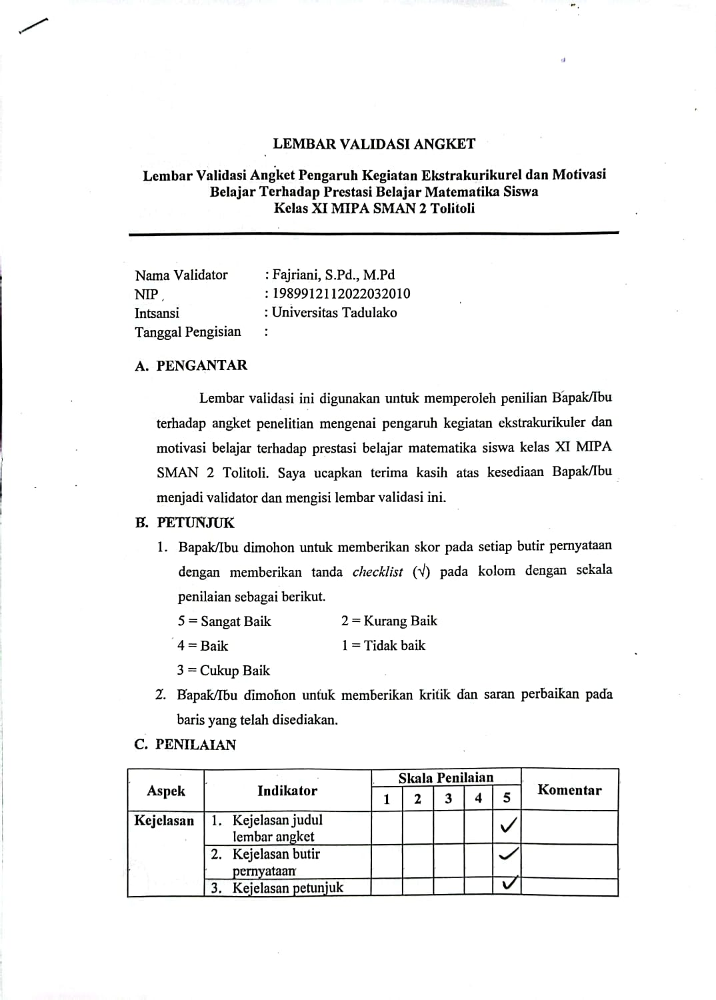 LEMBAR VALIDASI ANGKET
Lembar Validasi Angket Pengaruh Kegiatan Ekstrakurikurel dan Motivasi
Belajar Terhadap Prestasi Belajar Matematika Siswa
Kelas XI MIPA SMAN 2 Tolitoli
Nama Validator : Fajriani, S.Pd., M.Pd
NIP : 1989912112022032010
Intsansi : Universitas Tadulako
Tanggal Pengisian :
A. PENGANTAR
Lembar validasi ini digunakan untuk memperoleh penilian Bapak/Ibu
terhadap angket penelitian mengenai pengaruh kegiatan ekstrakurikuler dan
motivasi belajar terhadap prestasi belajar matematika siswa kelas XI MIPA
SMAN 2 Tolitoli. Saya ucapkan terima kasih atas kesediaan Bapak/Ibu
menjadi validator dan mengisi lembar validasi ini.
B. PETUNJUK
1. Bapak/Ibu dimohon untuk memberikan skor pada setiap butir pernyataan
dengan memberikan tanda checklist (√) pada kolom dengan sekala
penilaian sebagai berikut.
5 = Sangat Baik 2 = Kurang Baik
4 = Baik 1 = Tidak baik
3 = Cukup Baik
2. Bapak/Ibu dimohon untuk memberikan kritik dan saran perbaikan pada
baris yang telah disediakan.
C. PENILAIAN
Aspek Indikator Skala Penilaian Komentar
1 2 3 4 5
Kejelasan 1. Kejelasan judul
lembar angket ✓
2. Kejelasan butir
pernyataan ✓
3. Kejelasan petunjuk ✓